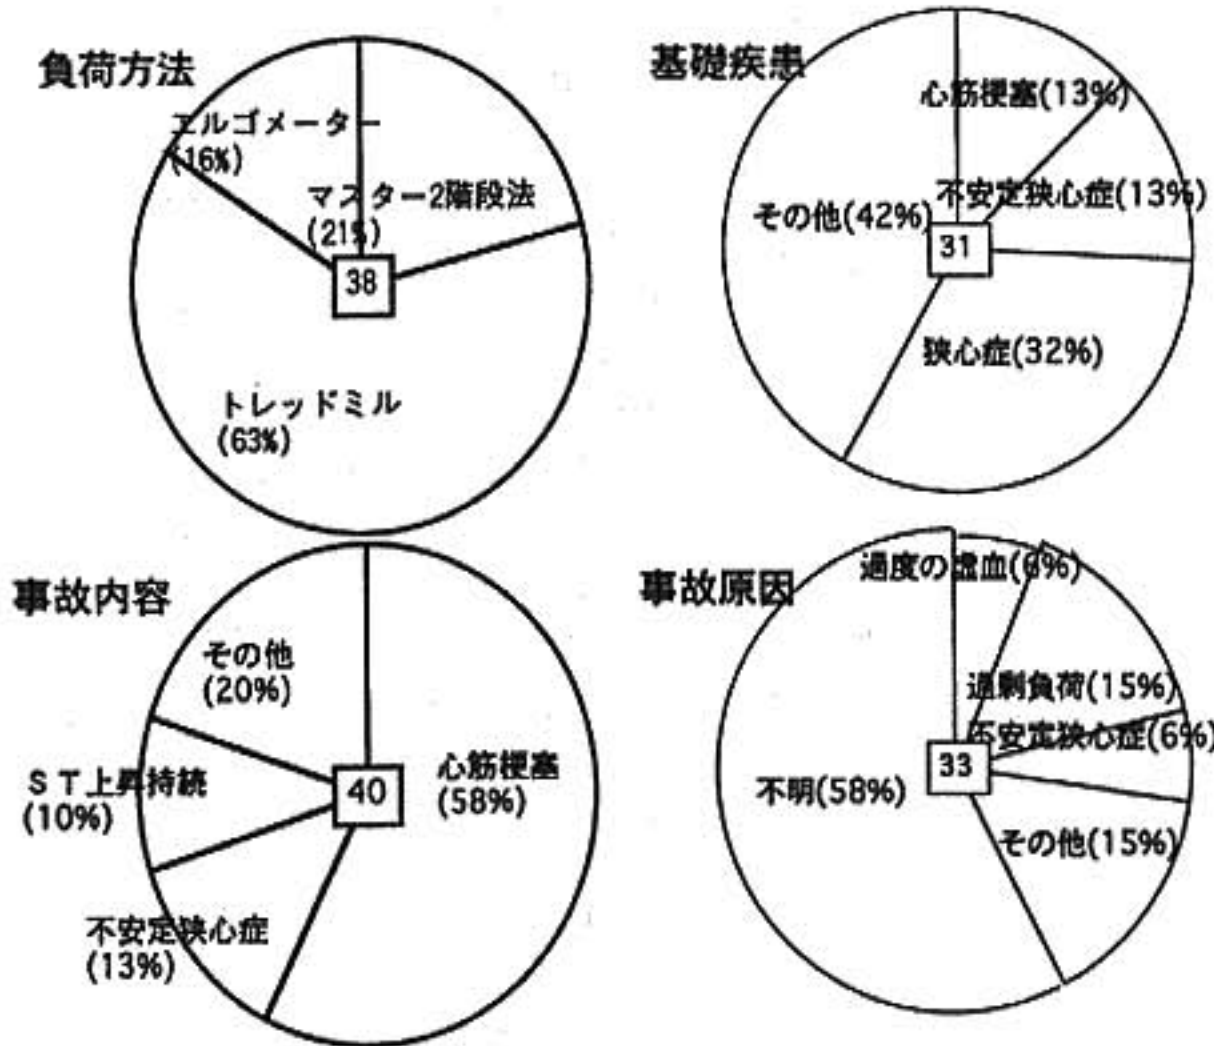 負荷方法
エルゴメーター
(16%)
マスター2階段法
(21%)
38
トレッドミル
(63%)
基礎疾患
心筋梗塞(13%)
不安定狭心症(13%)
その他(42%)
31
狭心症(32%)
事故内容
その他
(20%)
ST上昇持続
(10%)
40
心筋梗塞
(58%)
不安定狭心症
(13%)
事故原因
過度の虚血(6%)
過剰負荷(15%)
不安定狭心症(6%)
33
不明(58%)
その他(15%)